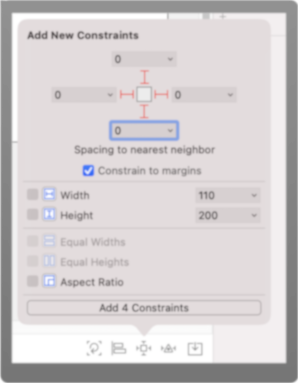 Add New Constraints
0
0 0
0
Spacing to nearest neighbor
Constrain to margins
Width 110
Height 200
Equal Widths
Equal Heights
Aspect Ratio
Add 4 Constraints